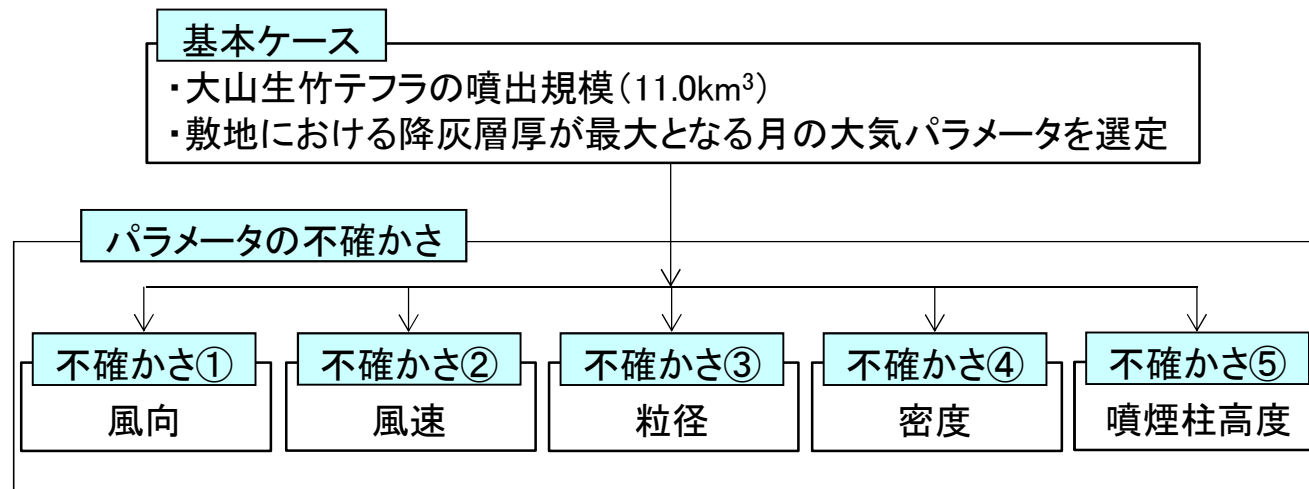 基本ケース
・大山生竹テフラの噴出規模(11.0km³)
・敷地における降灰層厚が最大となる月の大気パラメータを選定
パラメータの不確かさ
不確かさ① 不確かさ② 不確かさ③ 不確かさ④ 不確かさ⑤
風向 風速 粒径 密度 噴煙柱高度